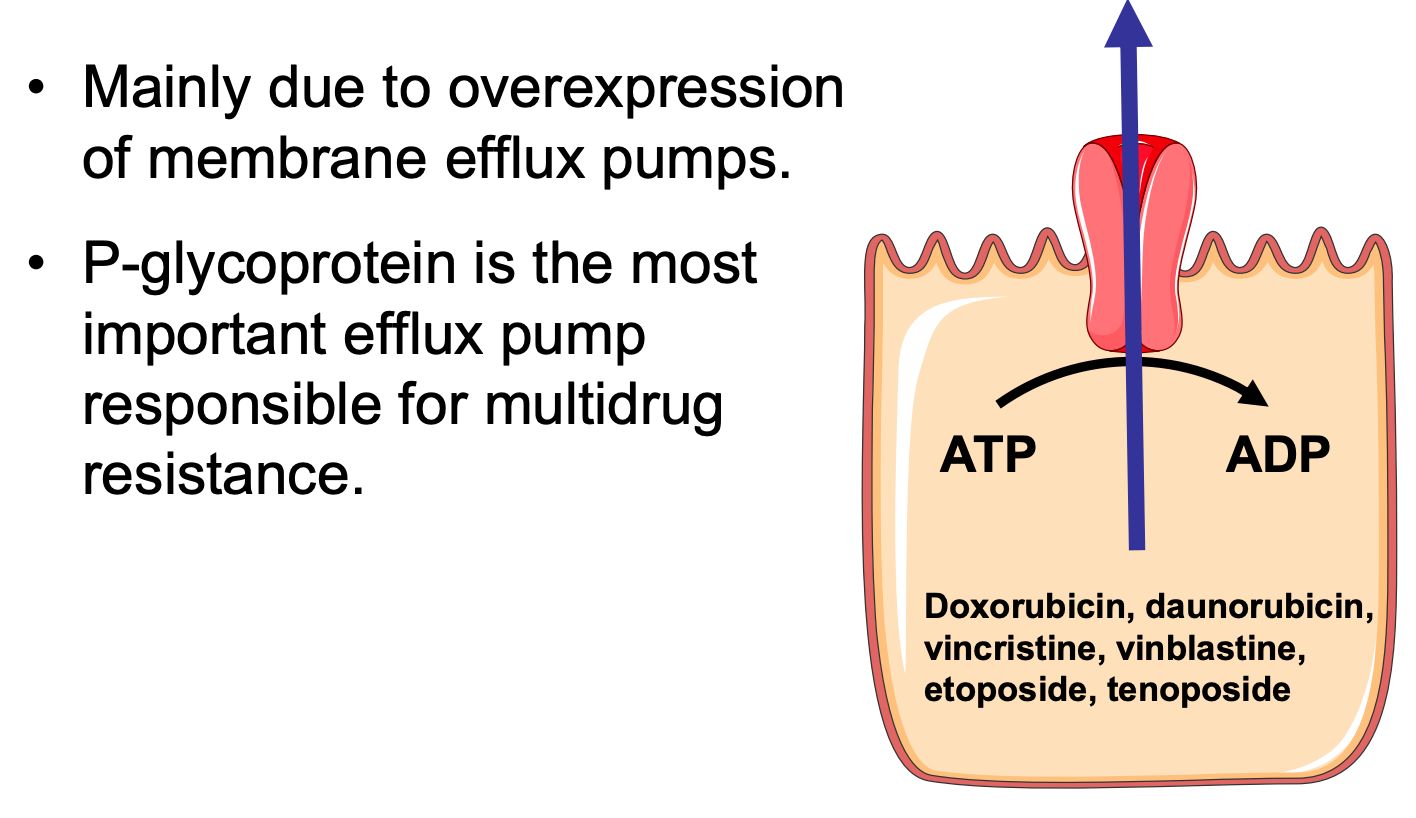 • Mainly due to overexpression
of membrane efflux pumps.
• P-glycoprotein is the most
important efflux pump
responsible for multidrug
resistance.
ATP ADP
Doxorubicin, daunorubicin,
vincristine, vinblastine,
etoposide, tenoposide